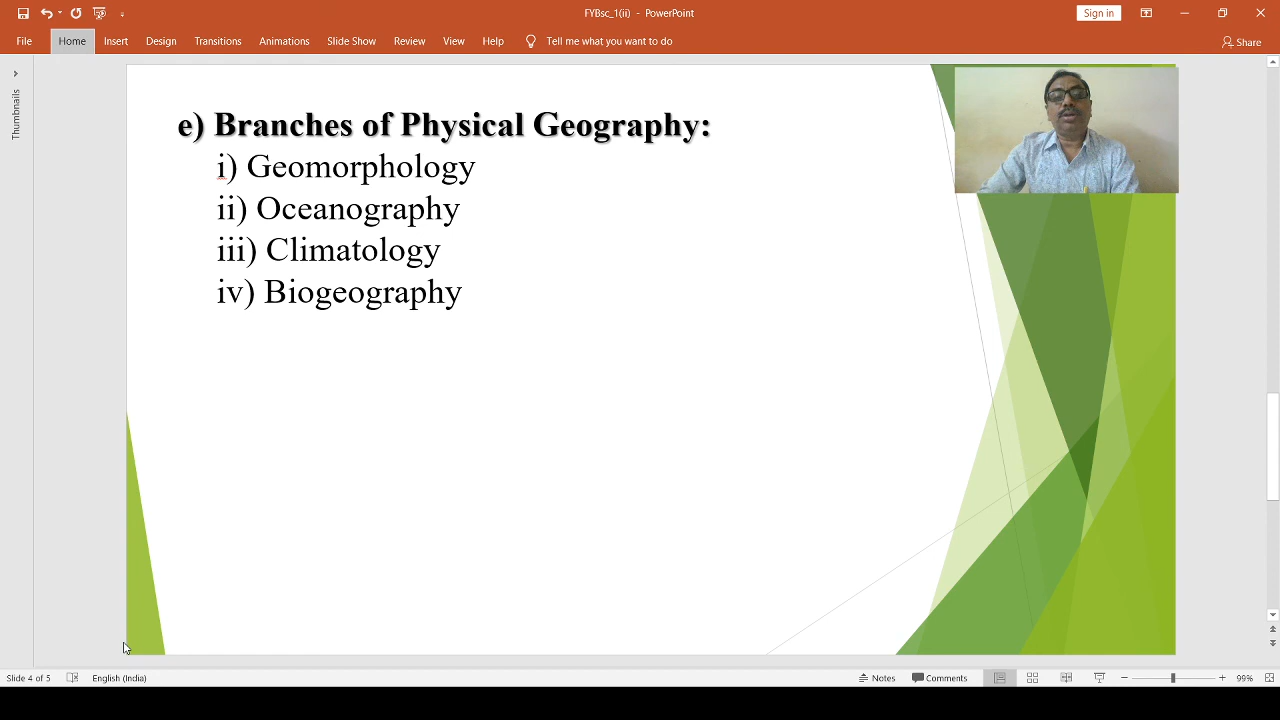 FYBsc_1(ii) - PowerPoint
Sign in
File Home Insert Design Transitions Animations Slide Show Review View Help Tell me what you want to do Share
Thumbnails
e) Branches of Physical Geography:
i) Geomorphology
ii) Oceanography
iii) Climatology
iv) Biogeography
Slide 4 of 5 English (India) Notes Comments 99%